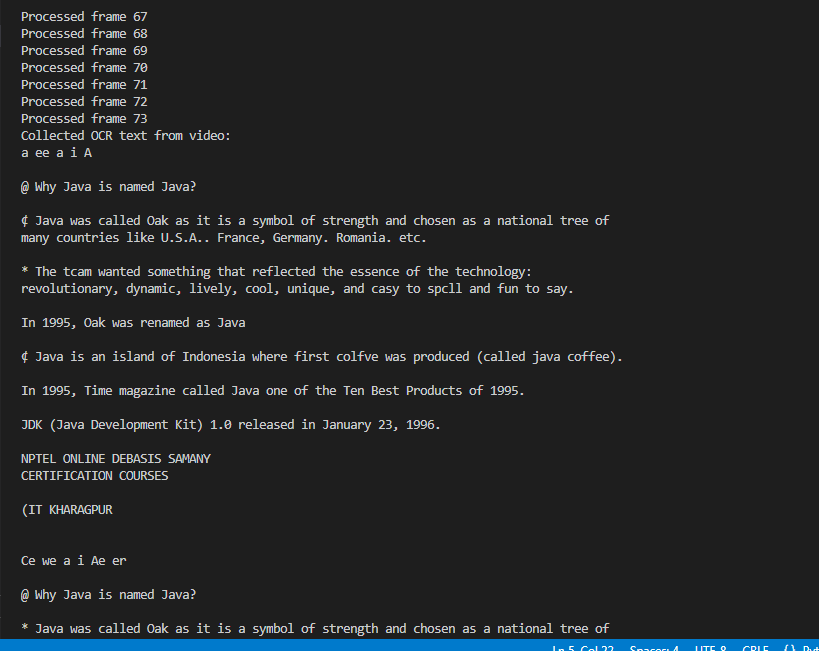 Processed frame 67
Processed frame 68
Processed frame 69
Processed frame 70
Processed frame 71
Processed frame 72
Processed frame 73
Collected OCR text from video:
a ee a i A
@ Why Java is named Java?
¢ Java was called Oak as it is a symbol of strength and chosen as a national tree of
many countries like U.S.A.. France, Germany. Romania. etc.
* The tcam wanted something that reflected the essence of the technology:
revolutionary, dynamic, lively, cool, unique, and casy to spcll and fun to say.
In 1995, Oak was renamed as Java
¢ Java is an island of Indonesia where first colfve was produced (called java coffee).
In 1995, Time magazine called Java one of the Ten Best Products of 1995.
JDK (Java Development Kit) 1.0 released in January 23, 1996.
NPTEL ONLINE DEBASIS SAMANY
CERTIFICATION COURSES
(IT KHARAGPUR
Ce we a i Ae er
@ Why Java is named Java?
* Java was called Oak as it is a symbol of strength and chosen as a national tree of
Ln 5, Col 22 Spaces: 4 UTF-8 CRLF {}